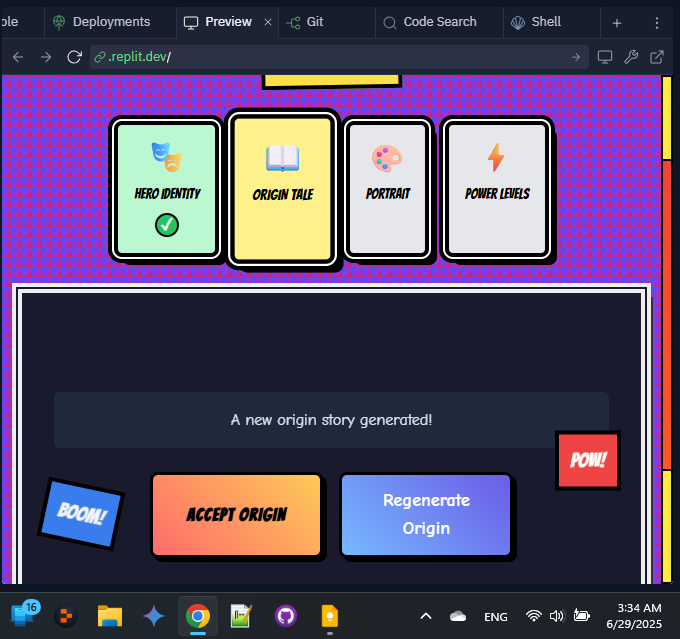 ole
Deployments
Preview
Git
Code Search
Shell
.replit.dev/
HERO IDENTITY
ORIGIN TALE
PORTRAIT
POWER LEVELS
A new origin story generated!
POW!
BOOM!
ACCEPT ORIGIN
Regenerate
Origin
16
ENG
3:34 AM
6/29/2025